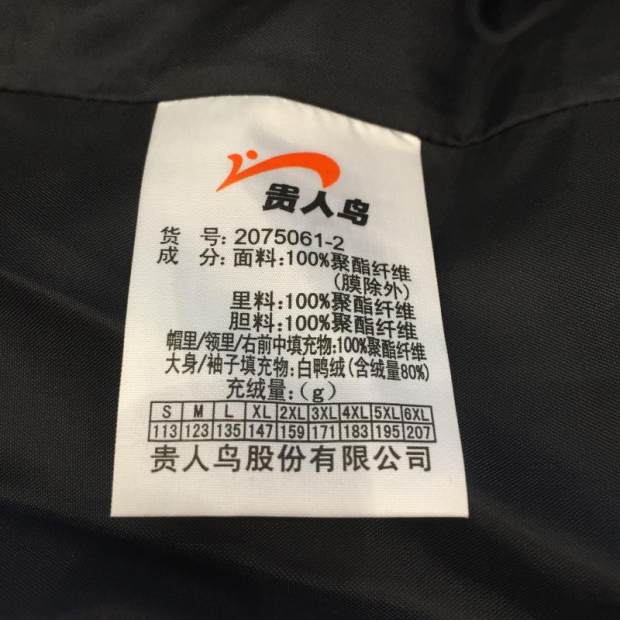 贵人鸟
货 号: 2075061-2
成 分: 面料:100%聚酯纤维
(膜除外)
里料:100%聚酯纤维
胆料:100%聚酯纤维
帽里/领里/右前中填充物:100%聚酯纤维
大身/袖子填充物:白鸭绒(含绒量80%)
充绒量:(g)
S M L XL 2XL 3XL 4XL 5XL 6XL
113 123 135 147 159 171 183 195 207
贵人鸟股份有限公司